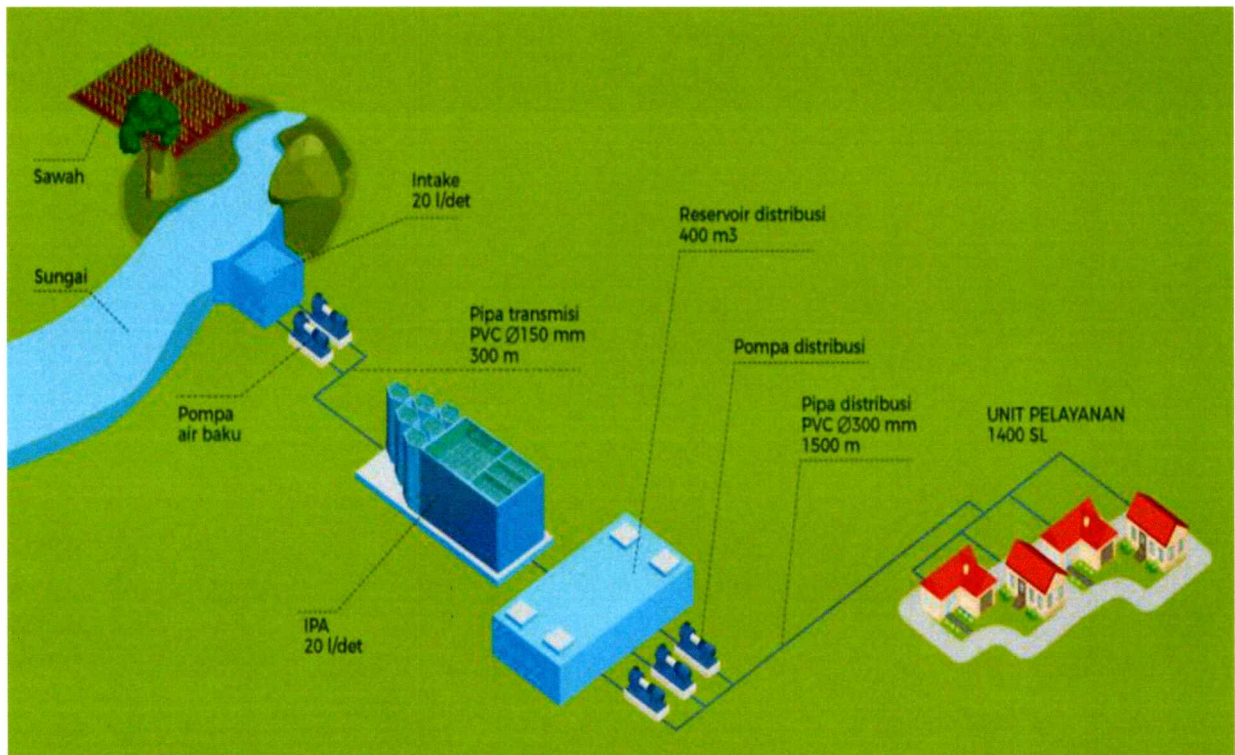 Sawah
Intake
20 l/det
Reservoir distribusi
400 m3
Sungai
Pipa transmisi
PVC Ø150 mm
300 m
Pompa distribusi
Pompa
air baku
Pipa distribusi
PVC Ø300 mm
1500 m
UNIT PELAYANAN
1400 SL
IPA
20 l/det